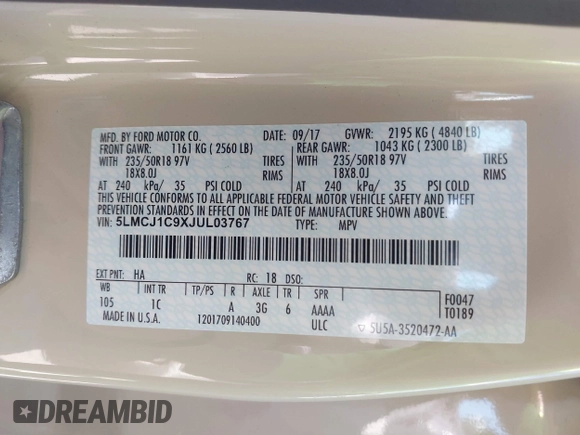 MFD. BY FORD MOTOR CO. DATE: 09/17 GVWR: 2195 KG ( 4840 LB)
FRONT GAWR: 1161 KG ( 2560 LB) REAR GAWR: 1043 KG ( 2300 LB)
WITH 235/50R18 97V TIRES WITH 235/50R18 97V TIRES
18X8.0J RIMS 18X8.0J RIMS
AT 240 kPa/ 35 PSI COLD AT 240 kPa/ 35 PSI COLD
THIS VEHICLE CONFORMS TO ALL APPLICABLE FEDERAL MOTOR VEHICLE SAFETY AND THEFT
PREVENTION STANDARDS IN EFFECT ON THE DATE OF MANUFACTURE SHOWN ABOVE.
VIN: 5LMCJ1C9XJUL03767 TYPE: MPV
EXT PNT: HA RC: 18 DSO:
WB INT TR TP/PS R AXLE TR SPR F0047
105 1C A 3G 6 AAAA T0189
MADE IN U.S.A. 1201709140400 ULC 5U5A-3520472-AA
DREAMBID